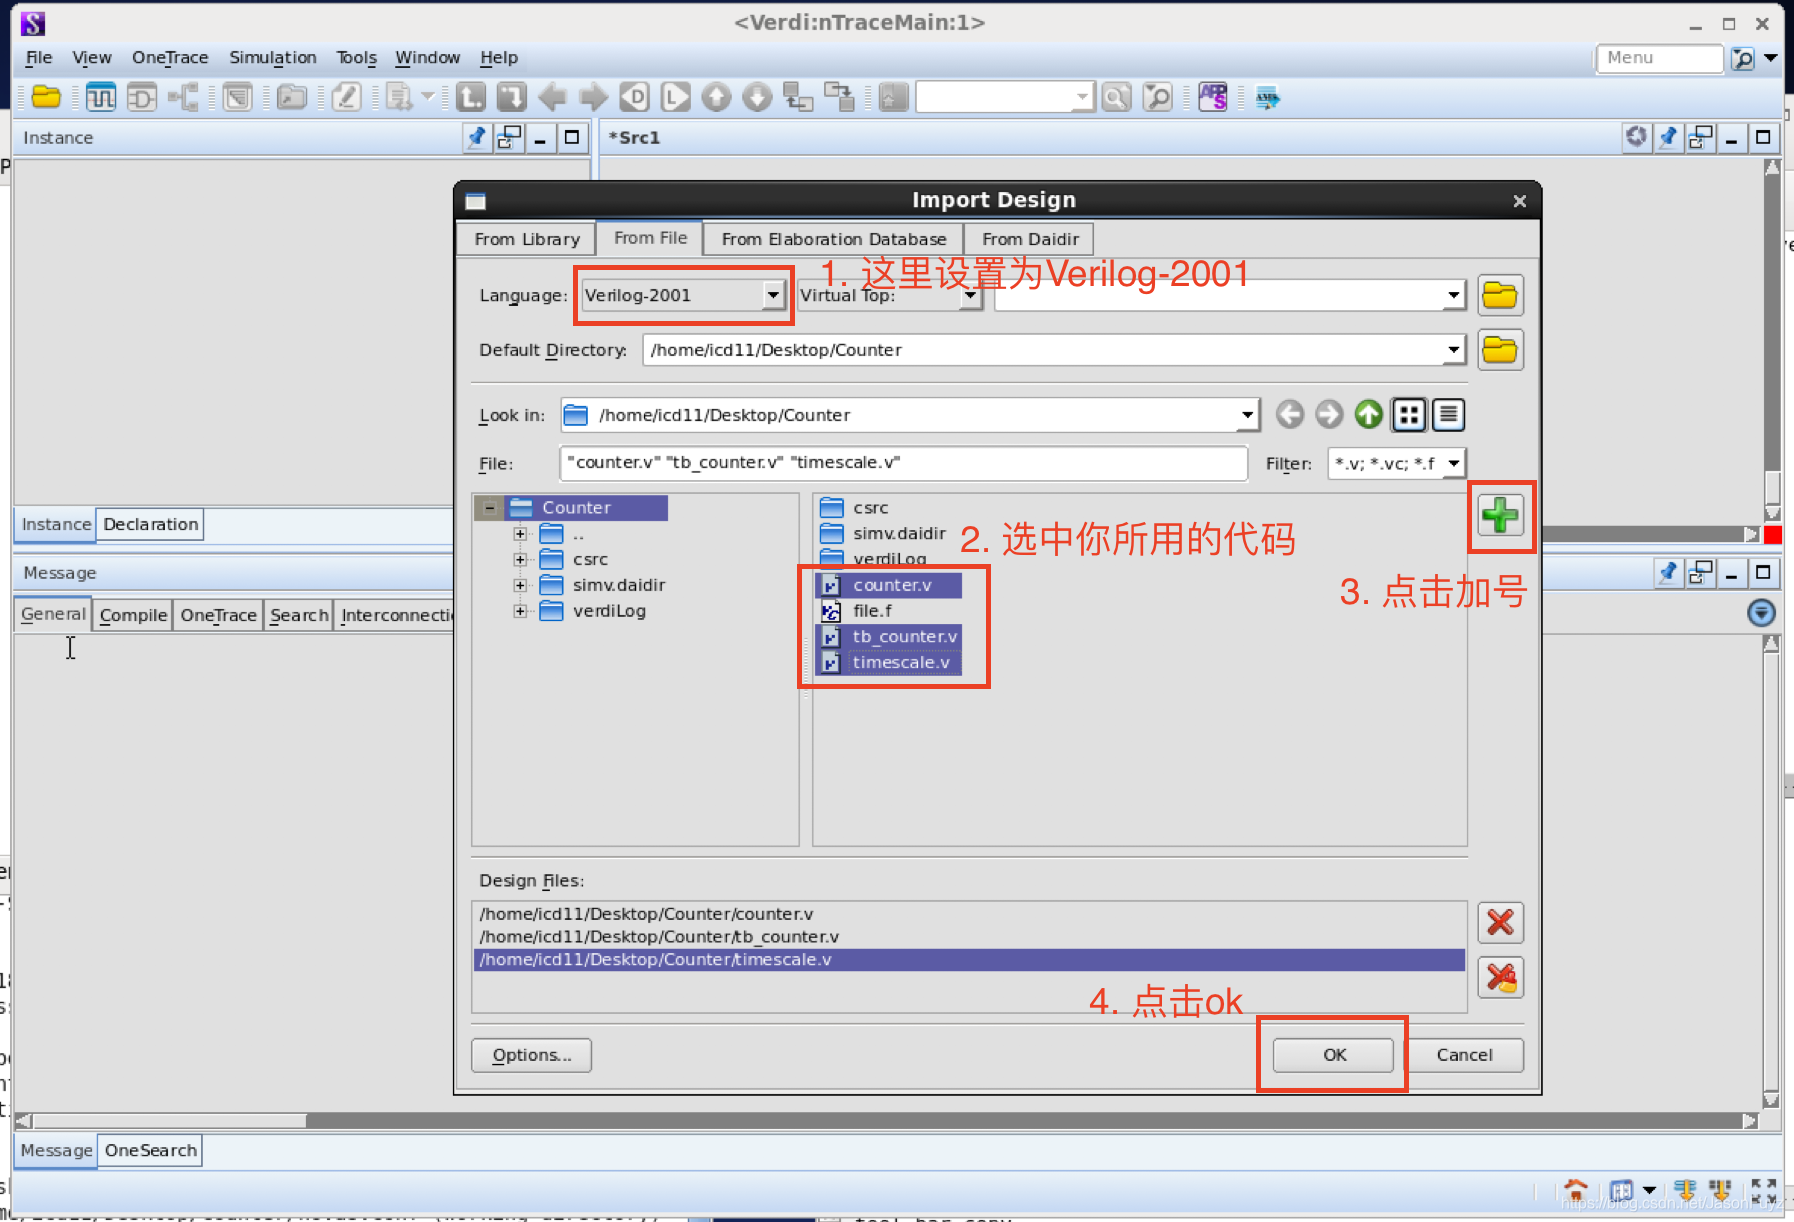 <Verdi:nTraceMain:1>
File View OneTrace Simulation Tools Window Help Menu
Instance
*Src1
Import Design
From Library From File From Elaboration Database From Daidir
1. 这里设置为Verilog-2001
Language: Verilog-2001 Virtual Top:
Default Directory: /home/icd11/Desktop/Counter
Look in: /home/icd11/Desktop/Counter
File: "counter.v" "tb_counter.v" "timescale.v" Filter: *.v; *.vc; *.f
Counter
..
csrc
simv.daidir
verdiLog
csrc
simv.daidir
verdiLog
counter.v
file.f
tb_counter.v
timescale.v
2. 选中你所用的代码
3. 点击加号
Instance Declaration
Message
General Compile OneTrace Search Interconnecti
Design Files:
/home/icd11/Desktop/Counter/counter.v
/home/icd11/Desktop/Counter/tb_counter.v
/home/icd11/Desktop/Counter/timescale.v
4. 点击ok
Options... OK Cancel
Message OneSearch